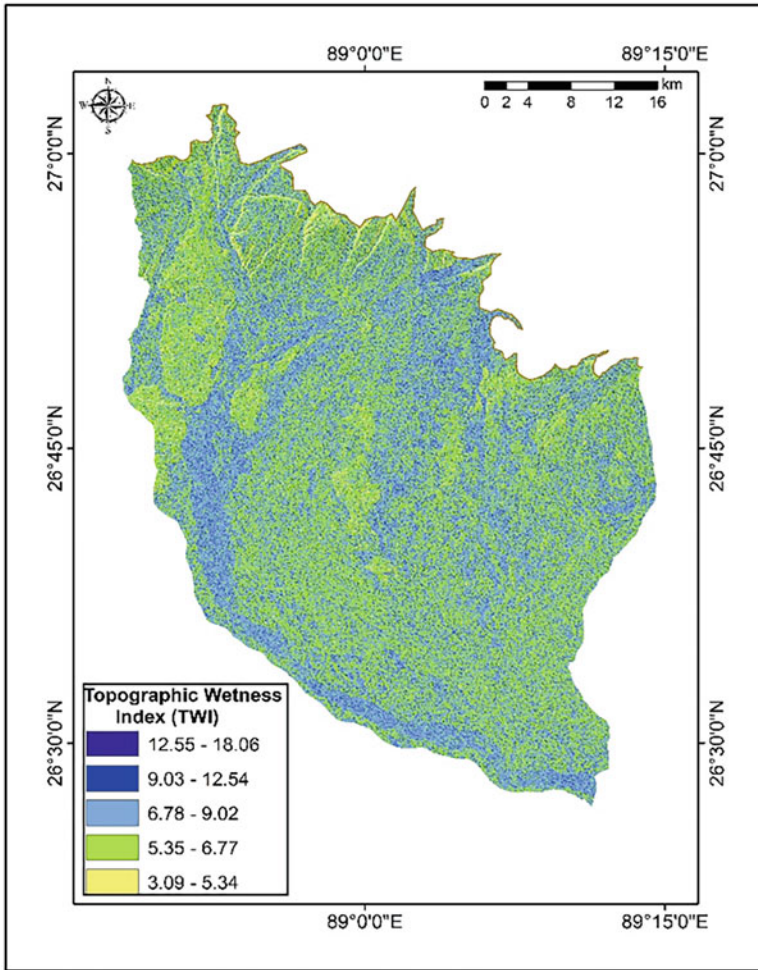 89°0'0"E 89°15'0"E
N
W E
S
km
0 2 4 8 12 16
27°0'0"N 27°0'0"N
26°45'0"N 26°45'0"N
26°30'0"N 26°30'0"N
Topographic Wetness
Index (TWI)
12.55 - 18.06
9.03 - 12.54
6.78 - 9.02
5.35 - 6.77
3.09 - 5.34
89°0'0"E 89°15'0"E